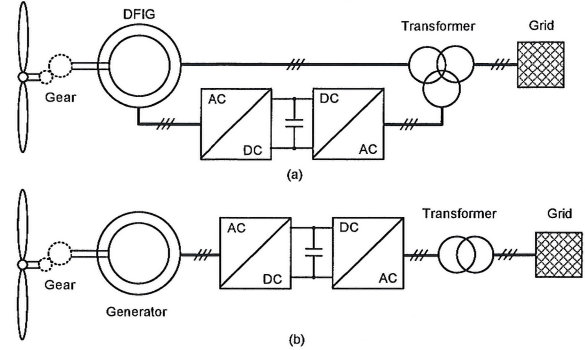 DFIG
Transformer
Grid
Gear
AC
DC
DC
AC
(a)
Transformer
Grid
AC
DC
DC
AC
Gear
Generator
(b)